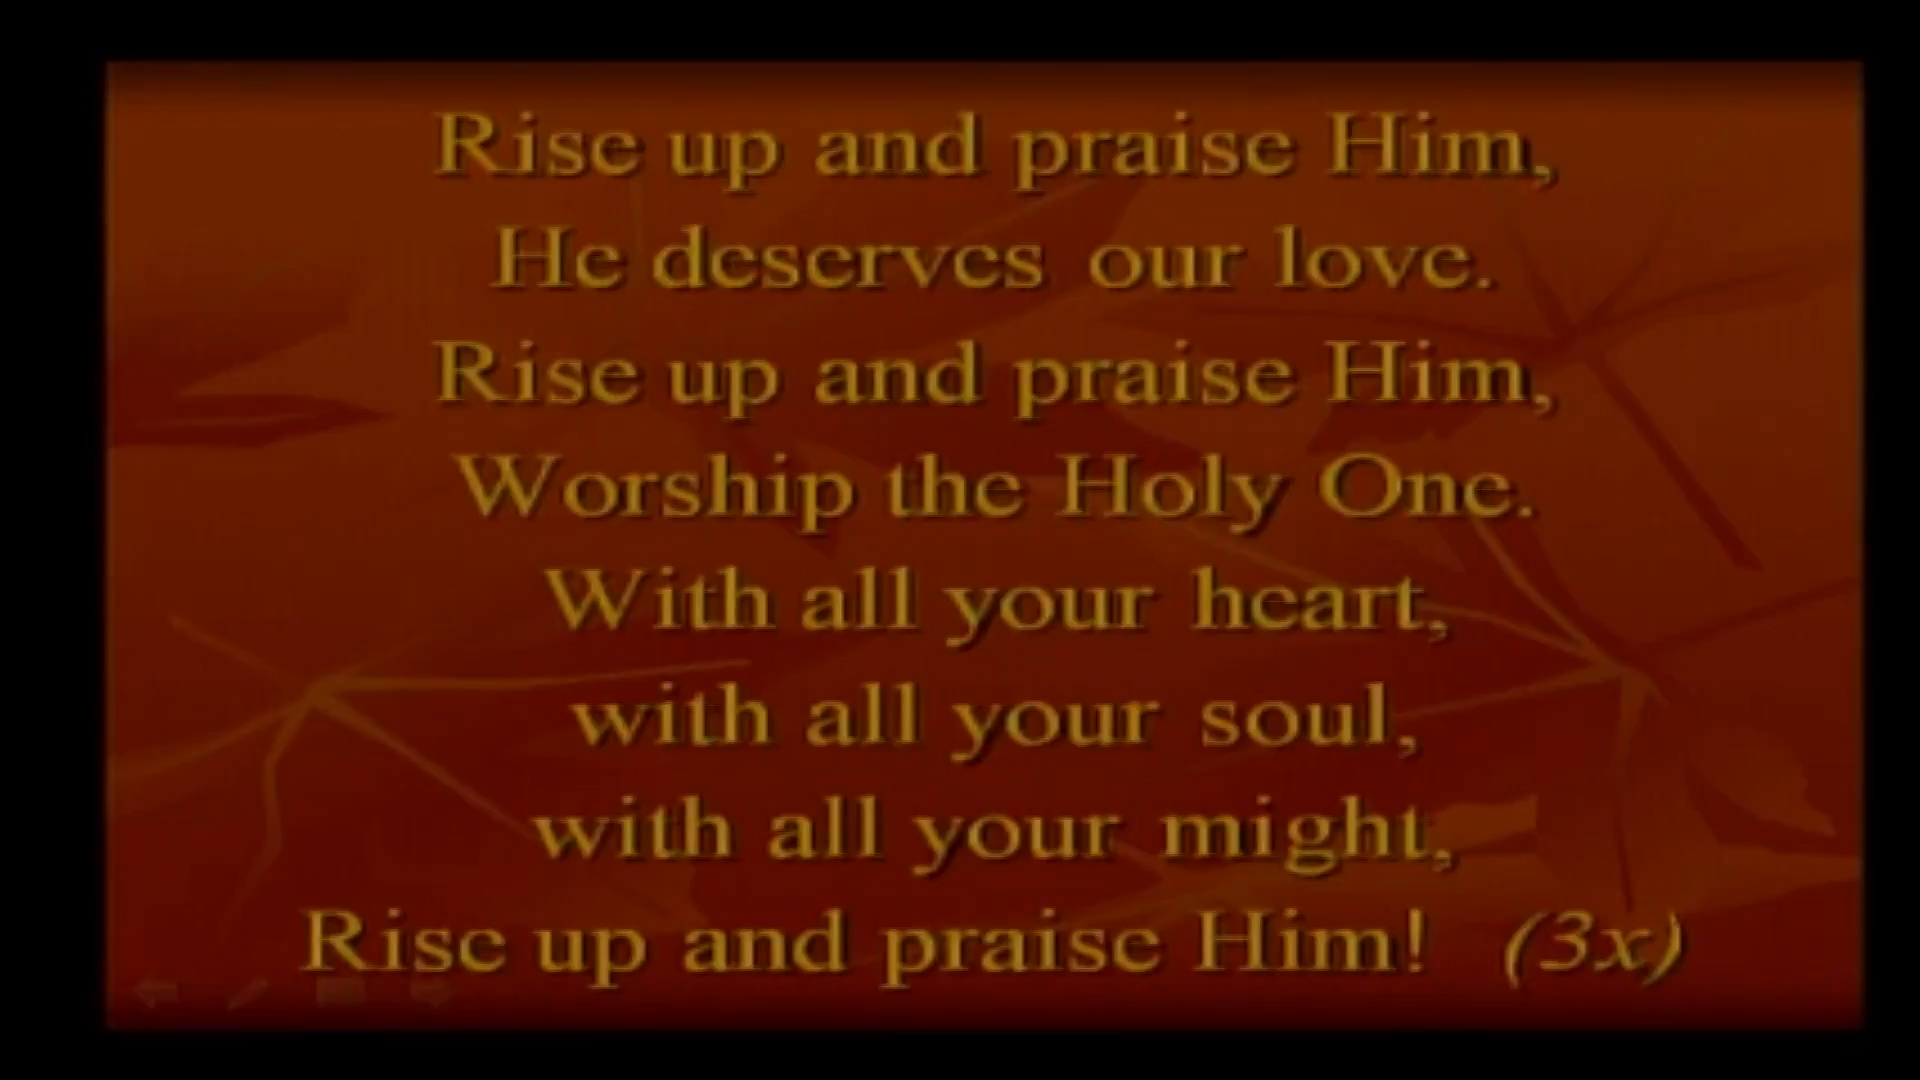 Rise up and praise Him,
He deserves our love.
Rise up and praise Him,
Worship the Holy One.
With all your heart,
with all your soul,
with all your might,
Rise up and praise Him! (3x)